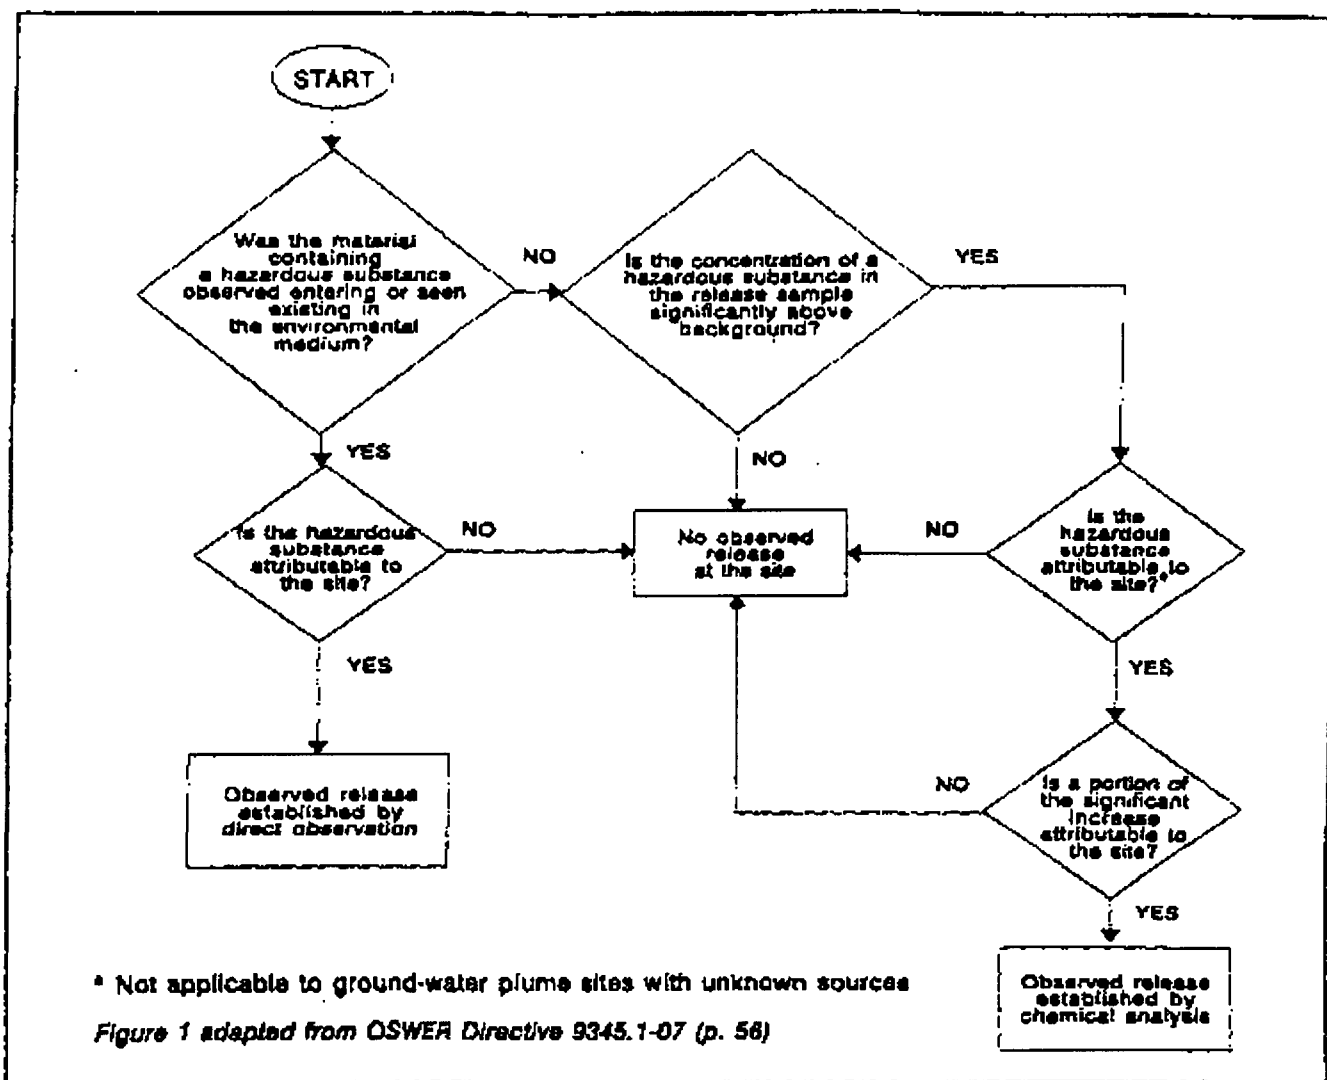 START
Was the material
containing
a hazardous substance
observed entering or seen
existing in
the environmental
medium?
NO
Is the concentration of a
hazardous substance in
the release sample
significantly above
background?
YES
YES
NO
Is the hazardous
substance
attributable to
the site?
NO
No observed
release
at the site
NO
Is the
hazardous
substance
attributable to
the site?*
YES
YES
Observed release
established by
direct observation
NO
Is a portion of
the significant
increase
attributable to
the site?
YES
Observed release
established by
chemical analysis
* Not applicable to ground-water plume sites with unknown sources
Figure 1 adapted from OSWER Directive 9345.1-07 (p. 56)